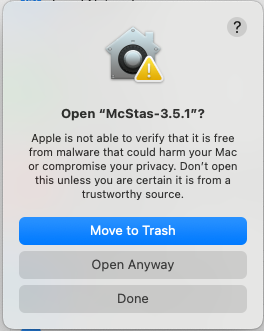 ?
Open “McStas-3.5.1”?
Apple is not able to verify that it is free
from malware that could harm your Mac
or compromise your privacy. Don’t open
this unless you are certain it is from a
trustworthy source.
Move to Trash
Open Anyway
Done